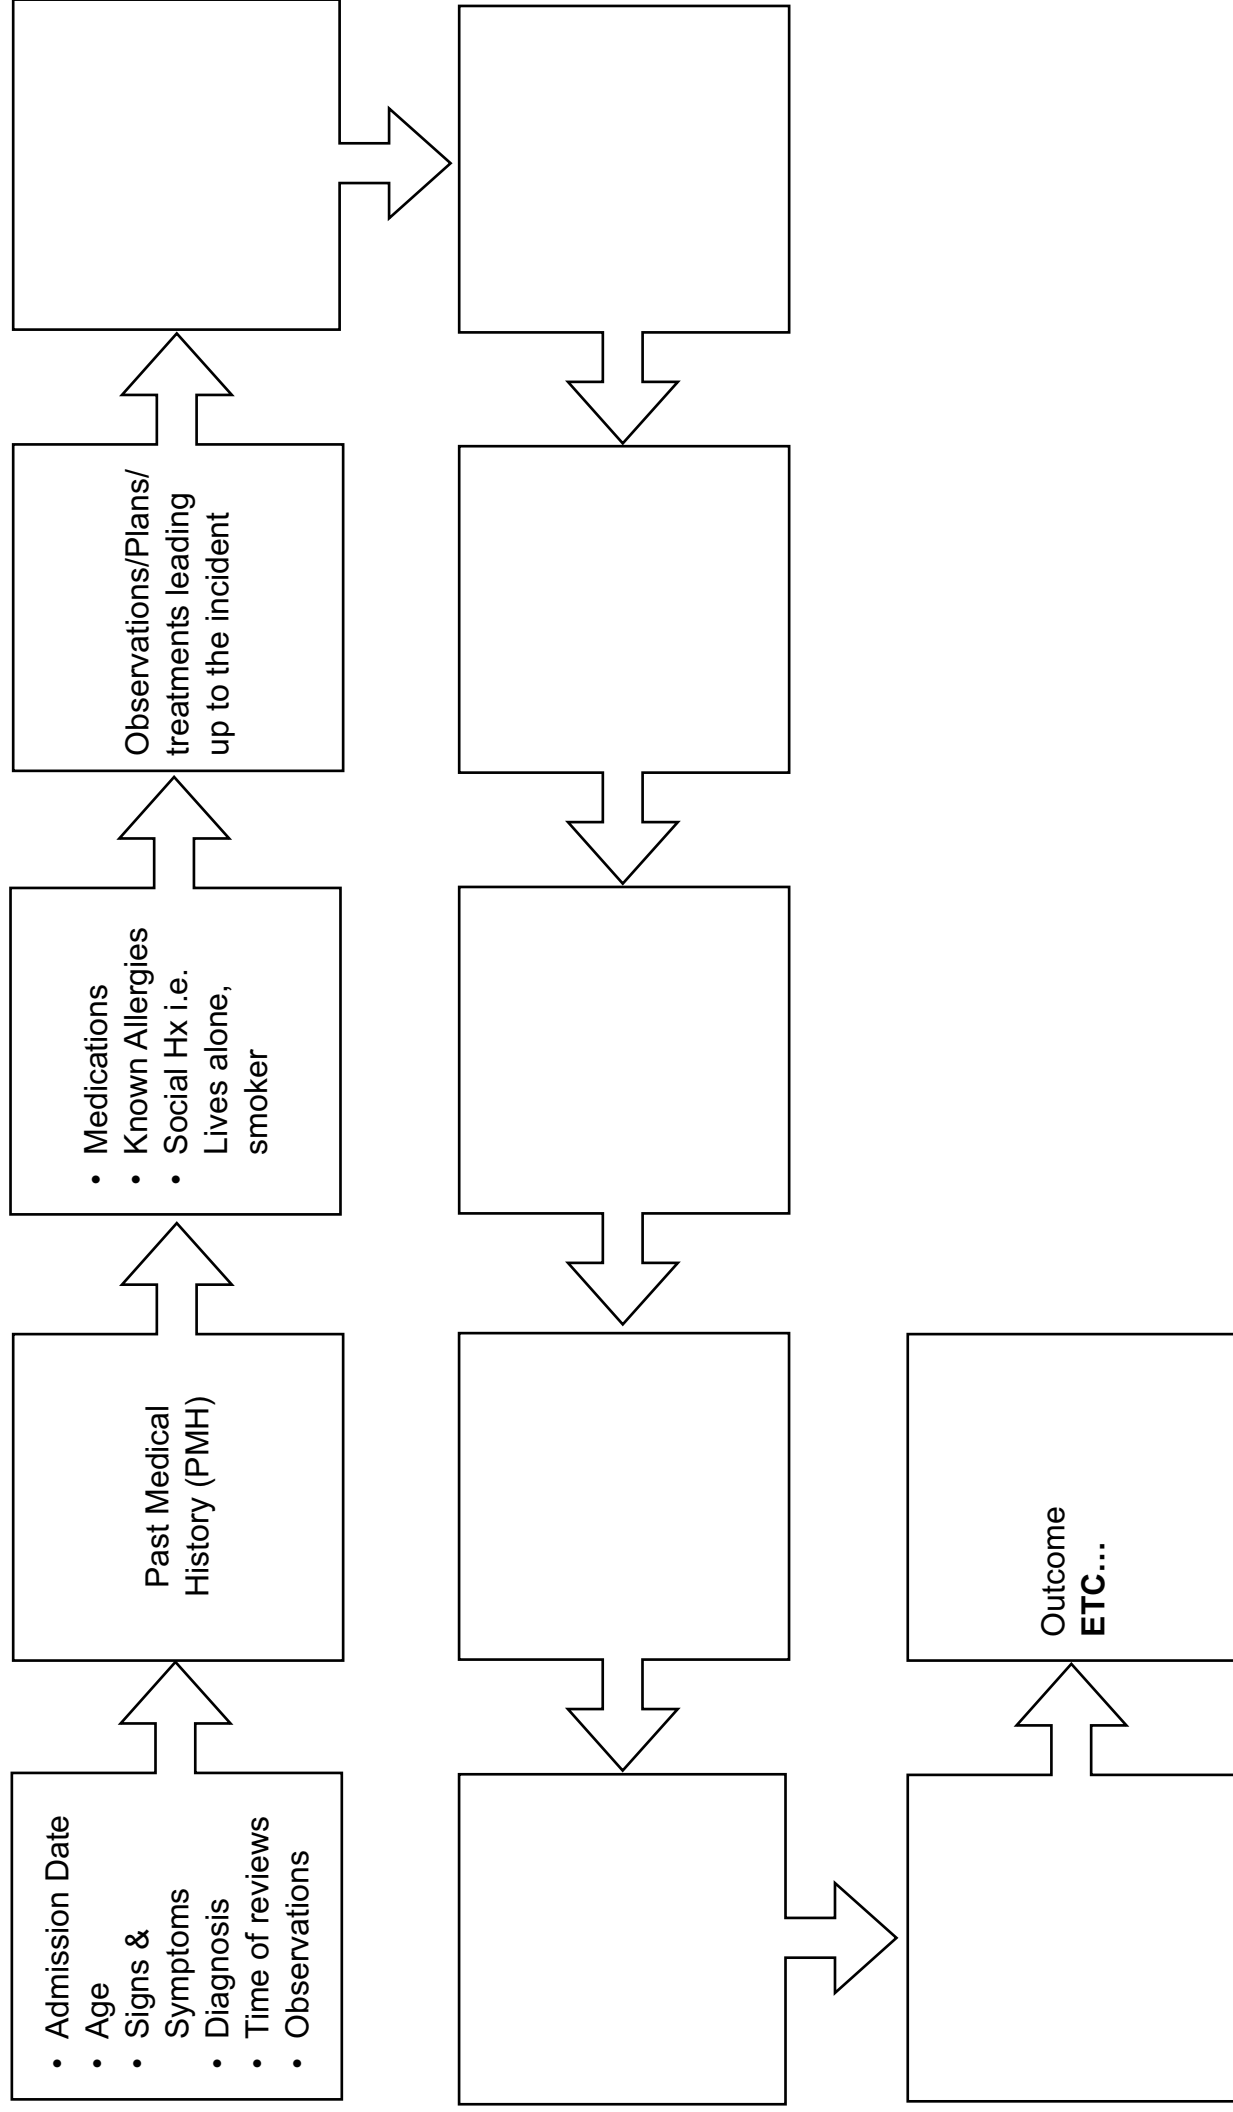 • Admission Date
• Age
• Signs &
Symptoms
• Diagnosis
• Time of reviews
• Observations
Past Medical
History (PMH)
• Medications
• Known Allergies
• Social Hx i.e.
Lives alone,
smoker
Observations/Plans/
treatments leading
up to the incident
Outcome
ETC…